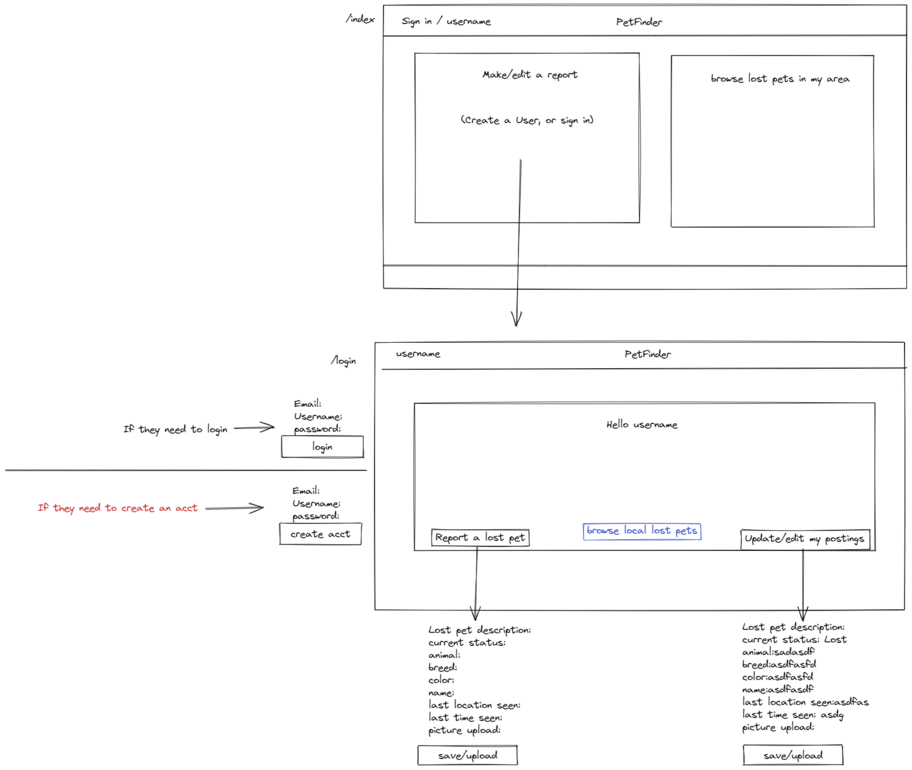 /index
Sign in / username
PetFinder
Make/edit a report
(Create a User, or sign in)
browse lost pets in my area
/login
username
PetFinder
If they need to login
Email:
Username:
password:
login
If they need to create an acct
Email:
Username:
password:
create acct
Hello username
Report a lost pet
browse local lost pets
Update/edit my postings
Lost pet description:
current status:
animal:
breed:
color:
name:
last location seen:
last time seen:
picture upload:
save/upload
Lost pet description:
current status: Lost
animal:sadasdf
breed:asdfasfd
color:asdfasfd
name:asdfasdf
last location seen:asdfas
last time seen: asdg
picture upload:
save/upload